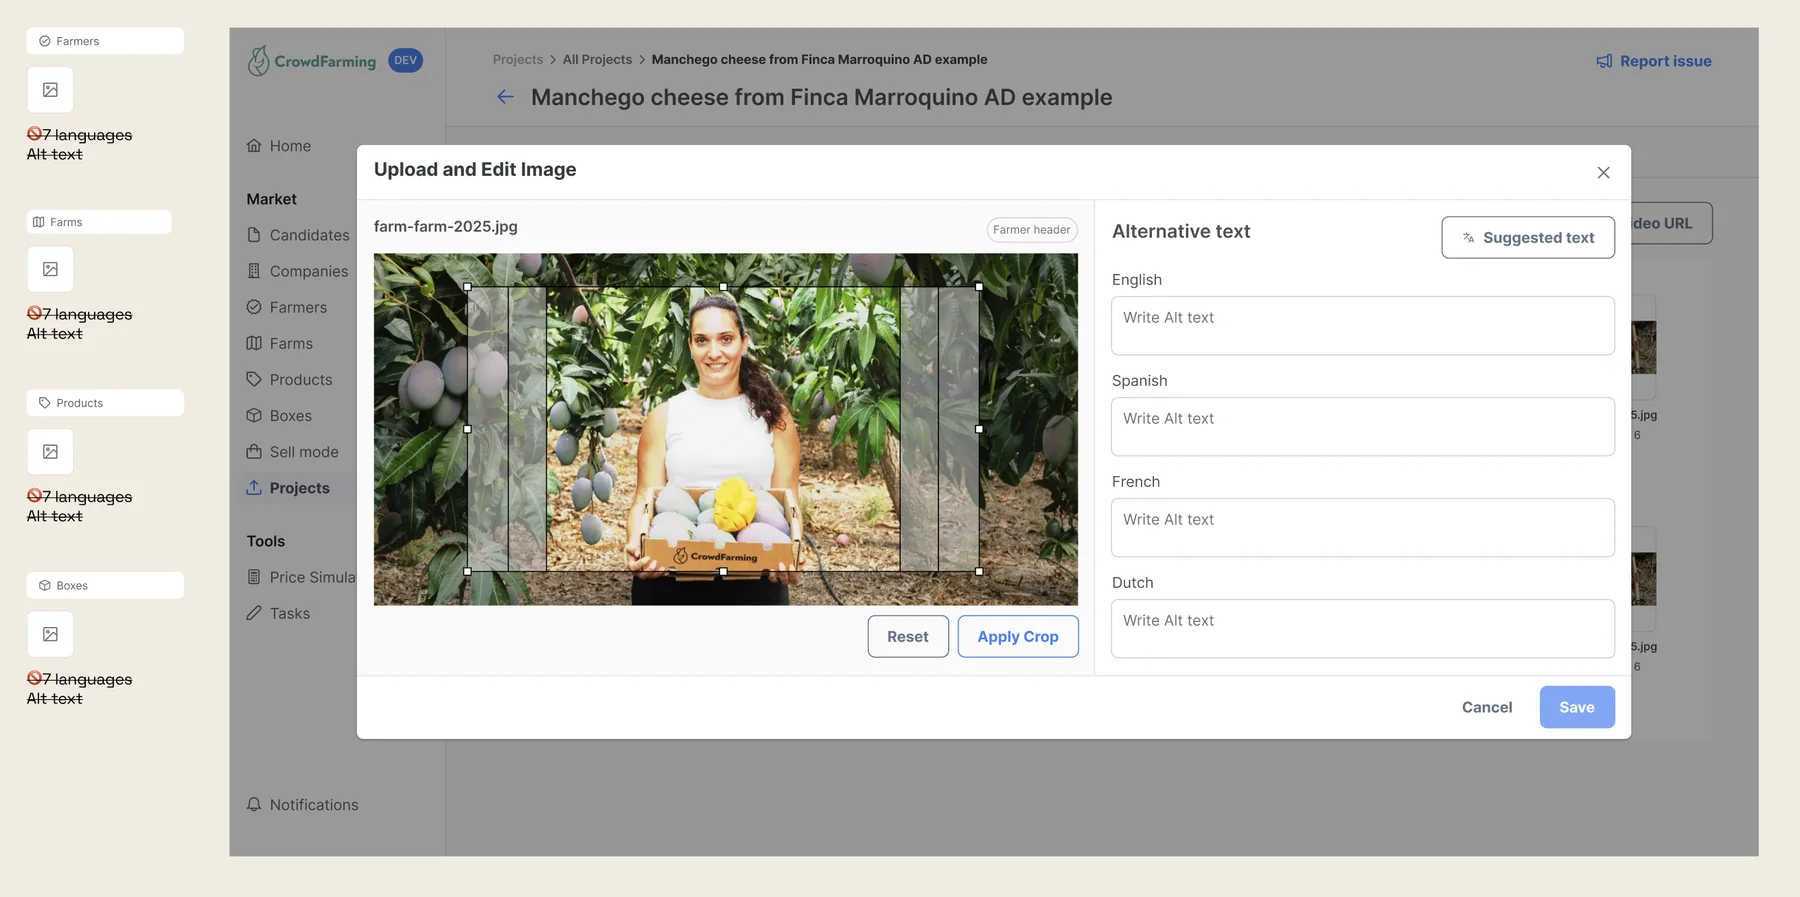 Farmers
🚫7 languages
Alt text
Farms
🚫7 languages
Alt text
Products
🚫7 languages
Alt text
Boxes
🚫7 languages
Alt text
CrowdFarming DEV
Home
Market
Candidates
Companies
Farmers
Farms
Products
Boxes
Sell mode
Projects
Tools
Price Simula
Tasks
Notifications
Projects > All Projects > Manchego cheese from Finca Marroquino AD example
Report issue
← Manchego cheese from Finca Marroquino AD example
deo URL
5.jpg
6
5.jpg
6
Upload and Edit Image
farm-farm-2025.jpg
Farmer header
CrowdFarming
Reset
Apply Crop
Alternative text
Suggested text
English
Write Alt text
Spanish
Write Alt text
French
Write Alt text
Dutch
Write Alt text
Cancel
Save